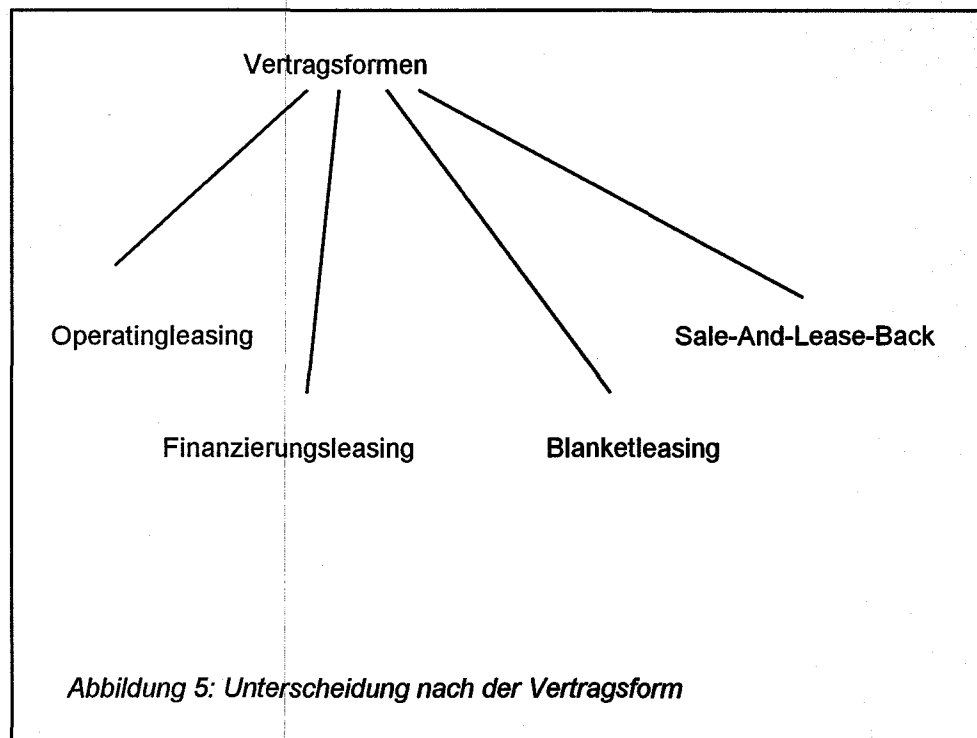 Vertragsformen
Operatingleasing
Sale-And-Lease-Back
Finanzierungsleasing
Blanketleasing
Abbildung 5: Unterscheidung nach der Vertragsform